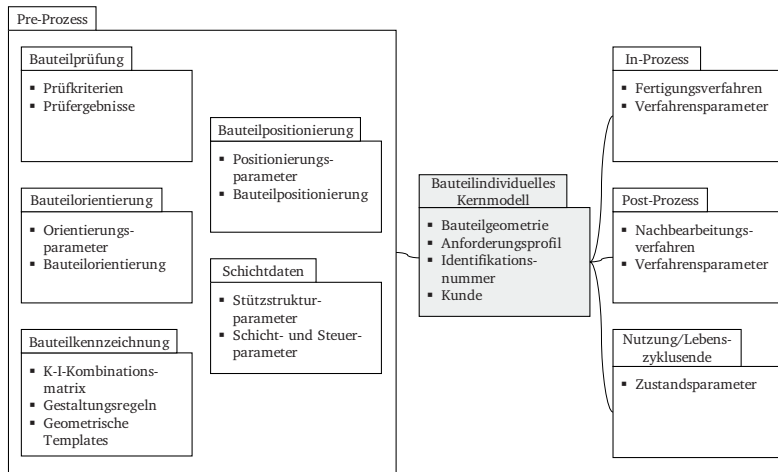 Pre-Prozess
Bauteilprüfung
▪ Prüfkriterien
▪ Prüfergebnisse
Bauteilorientierung
▪ Orientierungs-
parameter
▪ Bauteilorientierung
Bauteilkennzeichnung
▪ K-I-Kombinations-
matrix
▪ Gestaltungsregeln
▪ Geometrische
Templates
Bauteilpositionierung
▪ Positionierungs-
parameter
▪ Bauteilpositionierung
Schichtdaten
▪ Stützstruktur-
parameter
▪ Schicht- und Steuer-
parameter
Bauteilindividuelles
Kernmodell
▪ Bauteilgeometrie
▪ Anforderungsprofil
▪ Identifikations-
nummer
▪ Kunde
In-Prozess
▪ Fertigungsverfahren
▪ Verfahrensparameter
Post-Prozess
▪ Nachbearbeitungs-
verfahren
▪ Verfahrensparameter
Nutzung/Lebens-
zyklusende
▪ Zustandsparameter